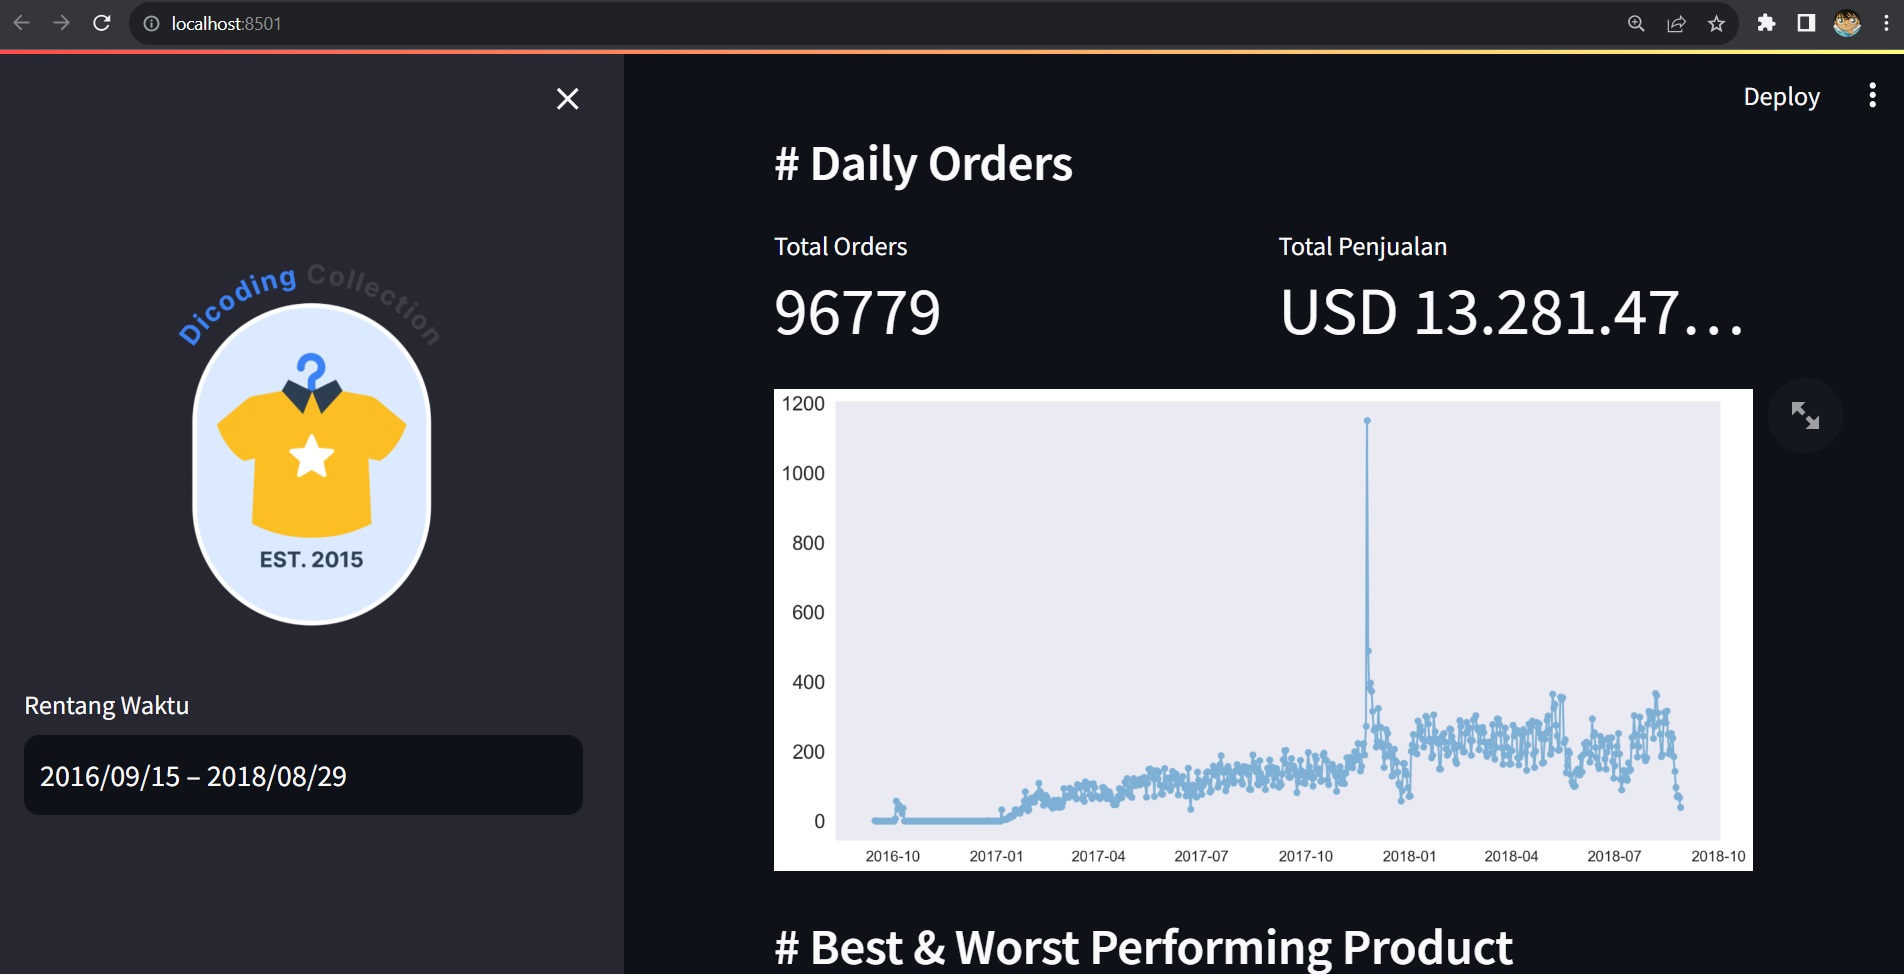 localhost:8501
Dicoding Collection
EST. 2015
Rentang Waktu
2016/09/15 – 2018/08/29
Deploy
# Daily Orders
Total Orders
96779
Total Penjualan
USD 13.281.47…
1200
1000
800
600
400
200
0
2016-10 2017-01 2017-04 2017-07 2017-10 2018-01 2018-04 2018-07 2018-10
# Best & Worst Performing Product